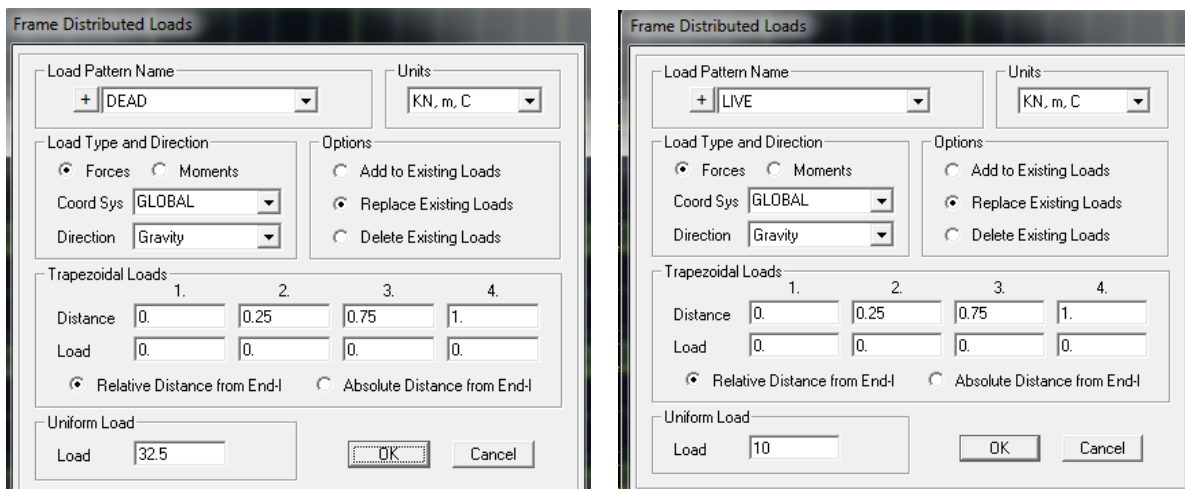 Frame Distributed Loads
Load Pattern Name
Units
+ DEAD
KN, m, C
Load Type and Direction
Options
Forces Moments
Add to Existing Loads
Coord Sys GLOBAL
Replace Existing Loads
Direction Gravity
Delete Existing Loads
Trapezoidal Loads
1. 2. 3. 4.
Distance 0. 0.25 0.75 1.
Load 0. 0. 0. 0.
Relative Distance from End-I Absolute Distance from End-I
Uniform Load
Load 32.5
OK Cancel
Frame Distributed Loads
Load Pattern Name
Units
+ LIVE
KN, m, C
Load Type and Direction
Options
Forces Moments
Add to Existing Loads
Coord Sys GLOBAL
Replace Existing Loads
Direction Gravity
Delete Existing Loads
Trapezoidal Loads
1. 2. 3. 4.
Distance 0. 0.25 0.75 1.
Load 0. 0. 0. 0.
Relative Distance from End-I Absolute Distance from End-I
Uniform Load
Load 10
OK Cancel